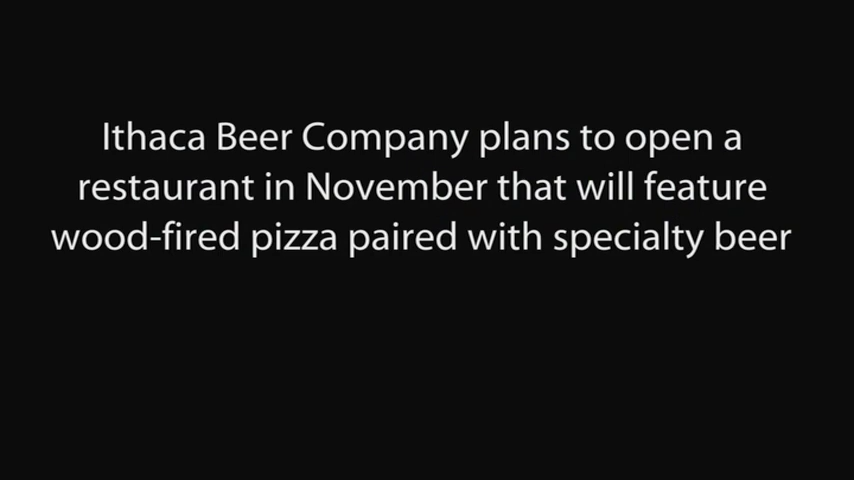 Ithaca Beer Company plans to open a
restaurant in November that will feature
wood-fired pizza paired with specialty beer